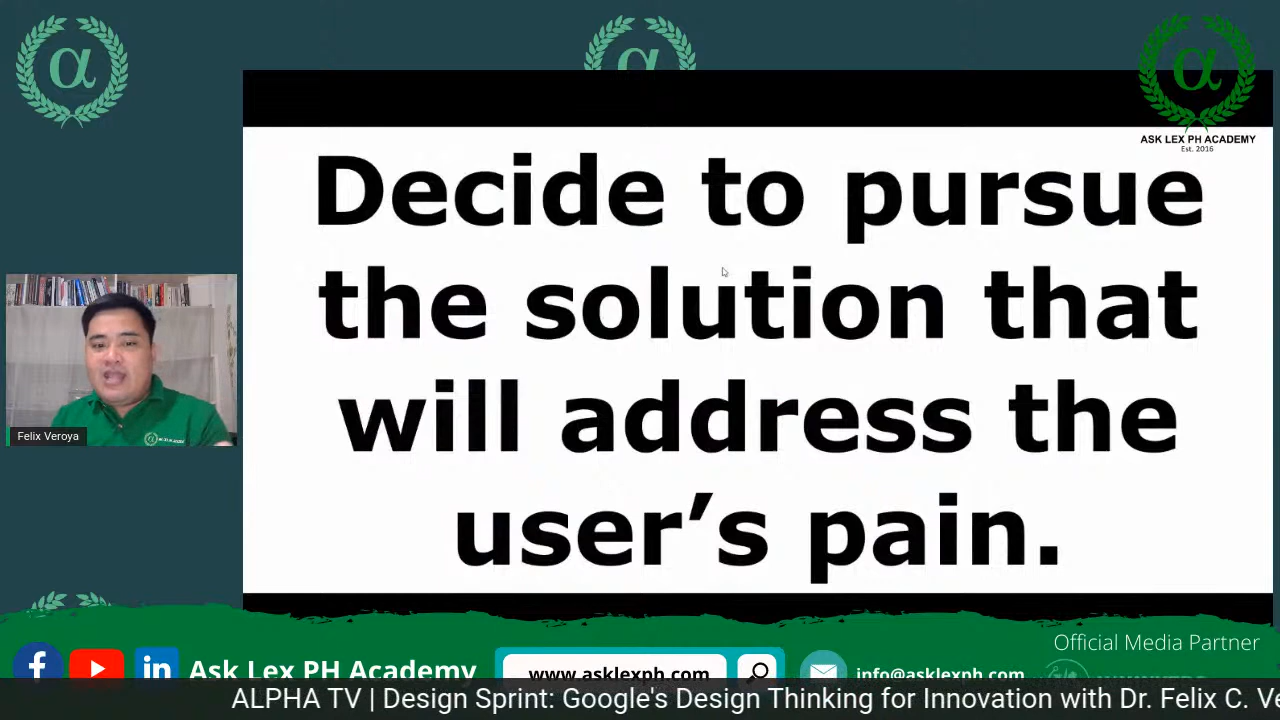 α
α
α
ASK LEX PH ACADEMY
Est. 2016
Decide to pursue
the solution that
will address the
user’s pain.
Felix Veroya
Official Media Partner
f
in
Ask Lex PH Academy
www.asklexph.com
info@asklexph.com
ALPHA TV | Design Sprint: Google's Design Thinking for Innovation with Dr. Felix C.